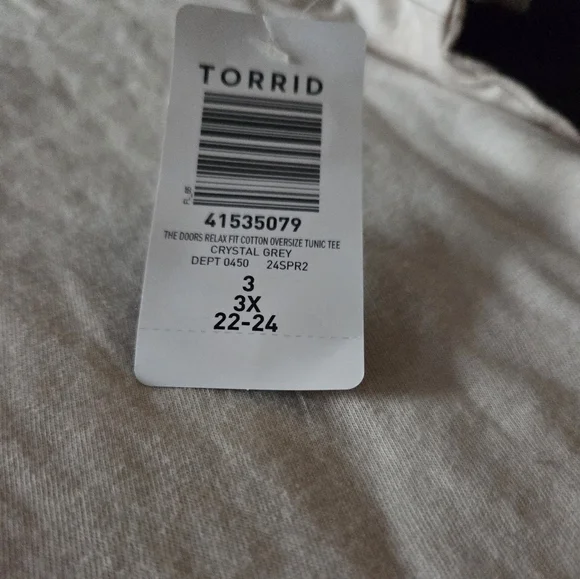 TORRID
41535079
THE DOORS RELAX FIT COTTON OVERSIZE TUNIC TEE
CRYSTAL GREY
DEPT 0450 24SPR2
3
3X
22-24